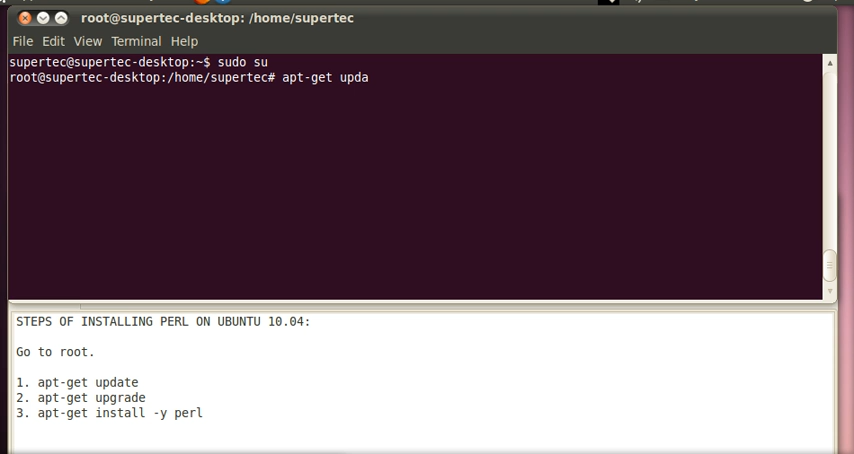 root@supertec-desktop: /home/supertec
File Edit View Terminal Help
supertec@supertec-desktop:~$ sudo su
root@supertec-desktop:/home/supertec# apt-get upda
STEPS OF INSTALLING PERL ON UBUNTU 10.04:
Go to root.
1. apt-get update
2. apt-get upgrade
3. apt-get install -y perl